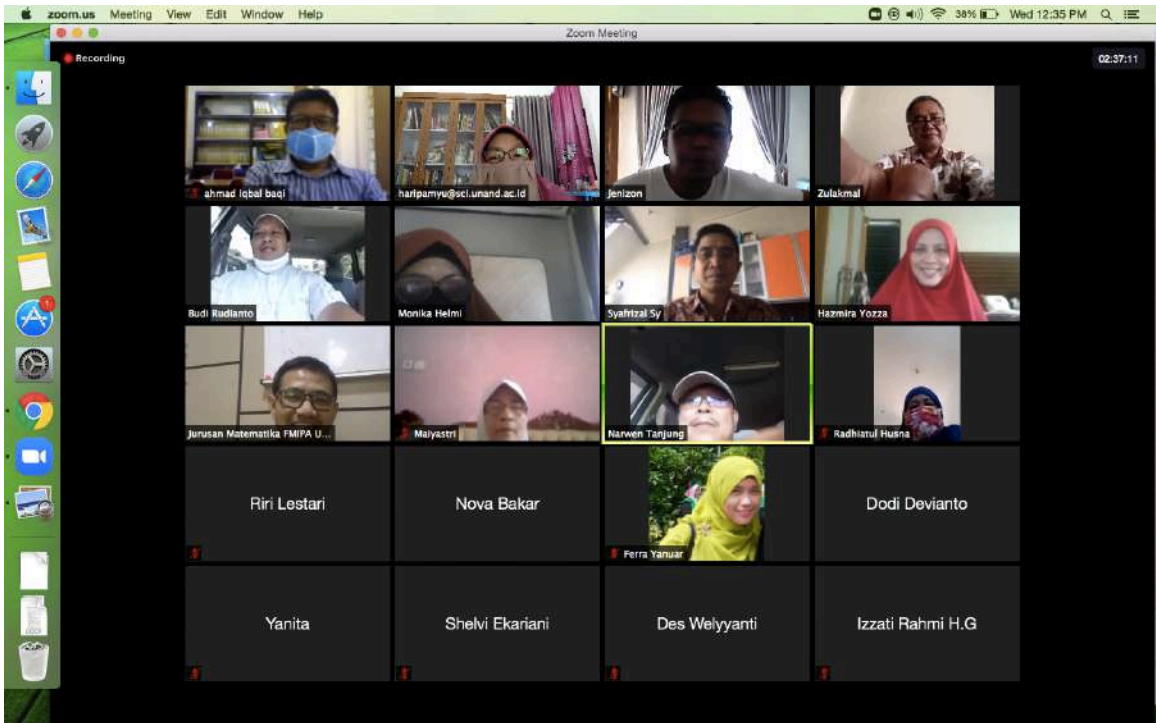 zoom.us Meeting View Edit Window Help
38% Wed 12:35 PM
Zoom Meeting
Recording
02:37:11
ahmad iqbal baqi
haripamyu@sci.unand.ac.id
Jenizon
Zulakmal
Budi Rudianto
Monika Helmi
Syafrizal Sy
Hazmira Yozza
Jurusan Matematika FMIPA U...
Maiyastri
Narwen Tanjung
Radhiatul Husna
Riri Lestari
Nova Bakar
Ferra Yanuar
Dodi Devianto
Yanita
Shelvi Ekariani
Des Welyyanti
Izzati Rahmi H.G
1
DOCX